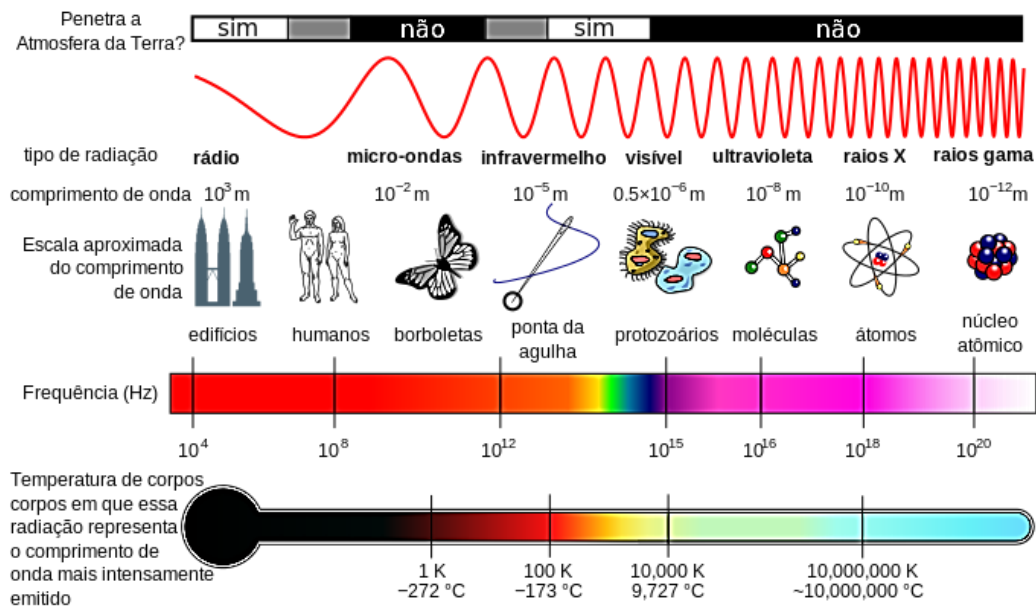 Penetra a
Atmosfera da Terra?
sim
não
sim
não
tipo de radiação
rádio
micro-ondas
infravermelho
visível
ultravioleta
raios X
raios gama
comprimento de onda
10³ m
10⁻² m
10⁻⁵ m
0.5×10⁻⁶ m
10⁻⁸ m
10⁻¹⁰m
10⁻¹²m
Escala aproximada
do comprimento
de onda
edifícios
humanos
borboletas
ponta da
agulha
protozoários
moléculas
átomos
núcleo
atômico
Frequência (Hz)
10⁴
10⁸
10¹²
10¹⁵
10¹⁶
10¹⁸
10²⁰
Temperatura de corpos
corpos em que essa
radiação representa
o comprimento de
onda mais intensamente
emitido
1 K
−272 °C
100 K
−173 °C
10,000 K
9,727 °C
10,000,000 K
~10,000,000 °C